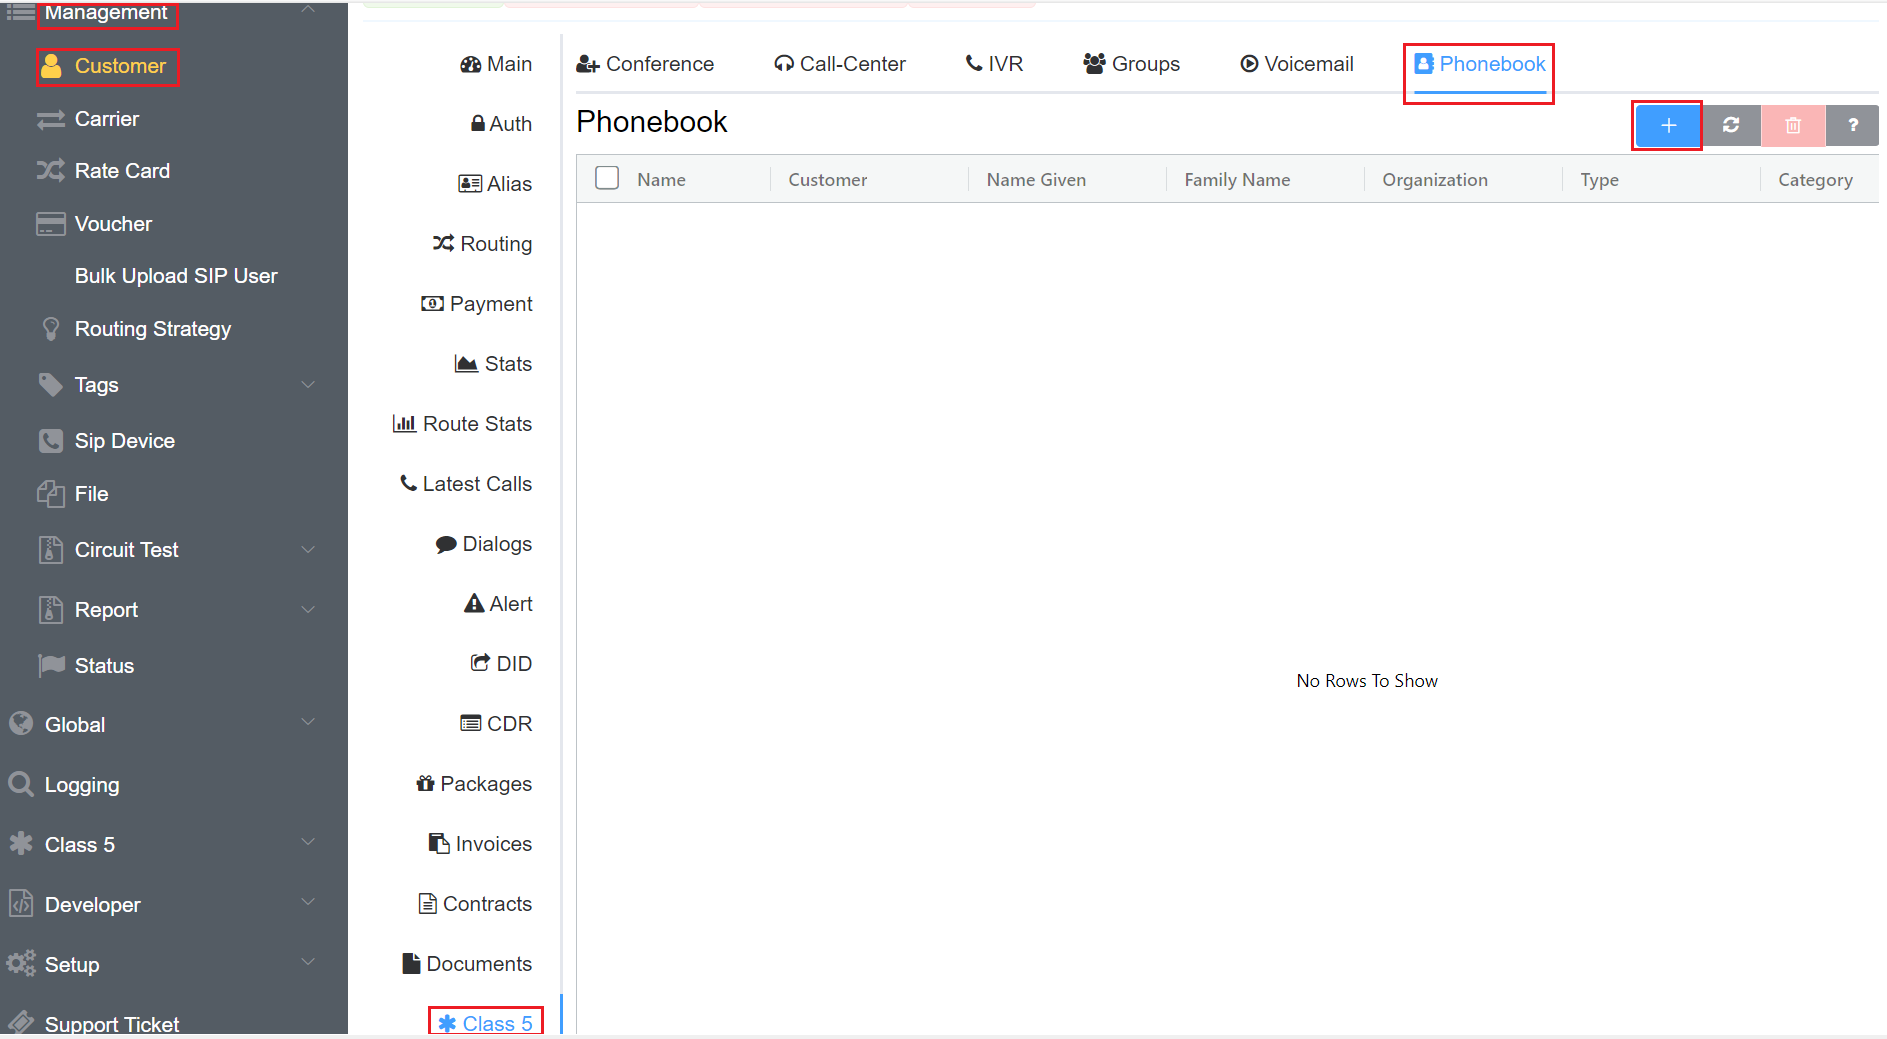 Management
Customer
Carrier
Rate Card
Voucher
Bulk Upload SIP User
Routing Strategy
Tags
Sip Device
File
Circuit Test
Report
Status
Global
Logging
Class 5
Developer
Setup
Support Ticket
Main
Auth
Alias
Routing
Payment
Stats
Route Stats
Latest Calls
Dialogs
Alert
DID
CDR
Packages
Invoices
Contracts
Documents
Class 5
Conference Call-Center IVR Groups Voicemail Phonebook
Phonebook
+ ?
Name Customer Name Given Family Name Organization Type Category
No Rows To Show